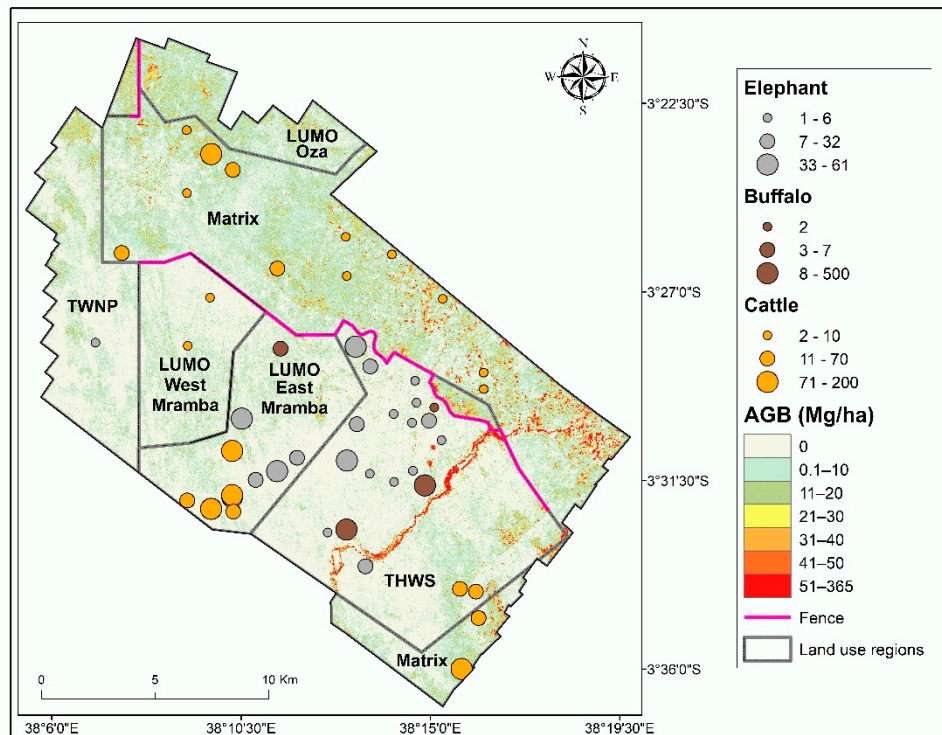 N
W E
S
LUMO
Oza
Matrix
TWNP
LUMO
West
Mramba
LUMO
East
Mramba
THWS
Matrix
0 5 10 Km
3°22'30"S
3°27'0"S
3°31'30"S
3°36'0"S
38°6'0"E 38°10'30"E 38°15'0"E 38°19'30"E
Elephant
1 - 6
7 - 32
33 - 61
Buffalo
2
3 - 7
8 - 500
Cattle
2 - 10
11 - 70
71 - 200
AGB (Mg/ha)
0
0.1–10
11–20
21–30
31–40
41–50
51–365
Fence
Land use regions